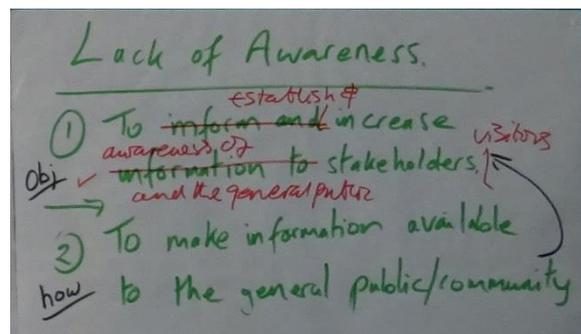 Lack of Awareness.
establish &
① To inform and increase
visitors
awareness of
Obj information to stakeholders.
and the general public
② To make information available
how to the general public/community